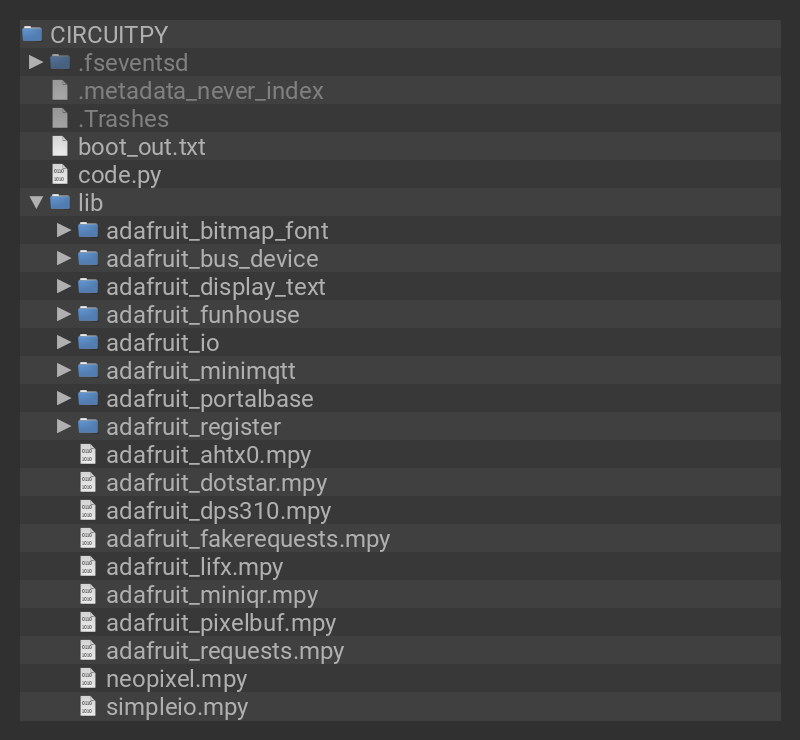 CIRCUITPY
.fseventsd
.metadata_never_index
.Trashes
boot_out.txt
code.py
lib
adafruit_bitmap_font
adafruit_bus_device
adafruit_display_text
adafruit_funhouse
adafruit_io
adafruit_minimqtt
adafruit_portalbase
adafruit_register
adafruit_ahtx0.mpy
adafruit_dotstar.mpy
adafruit_dps310.mpy
adafruit_fakerequests.mpy
adafruit_lifx.mpy
adafruit_miniqr.mpy
adafruit_pixelbuf.mpy
adafruit_requests.mpy
neopixel.mpy
simpleio.mpy